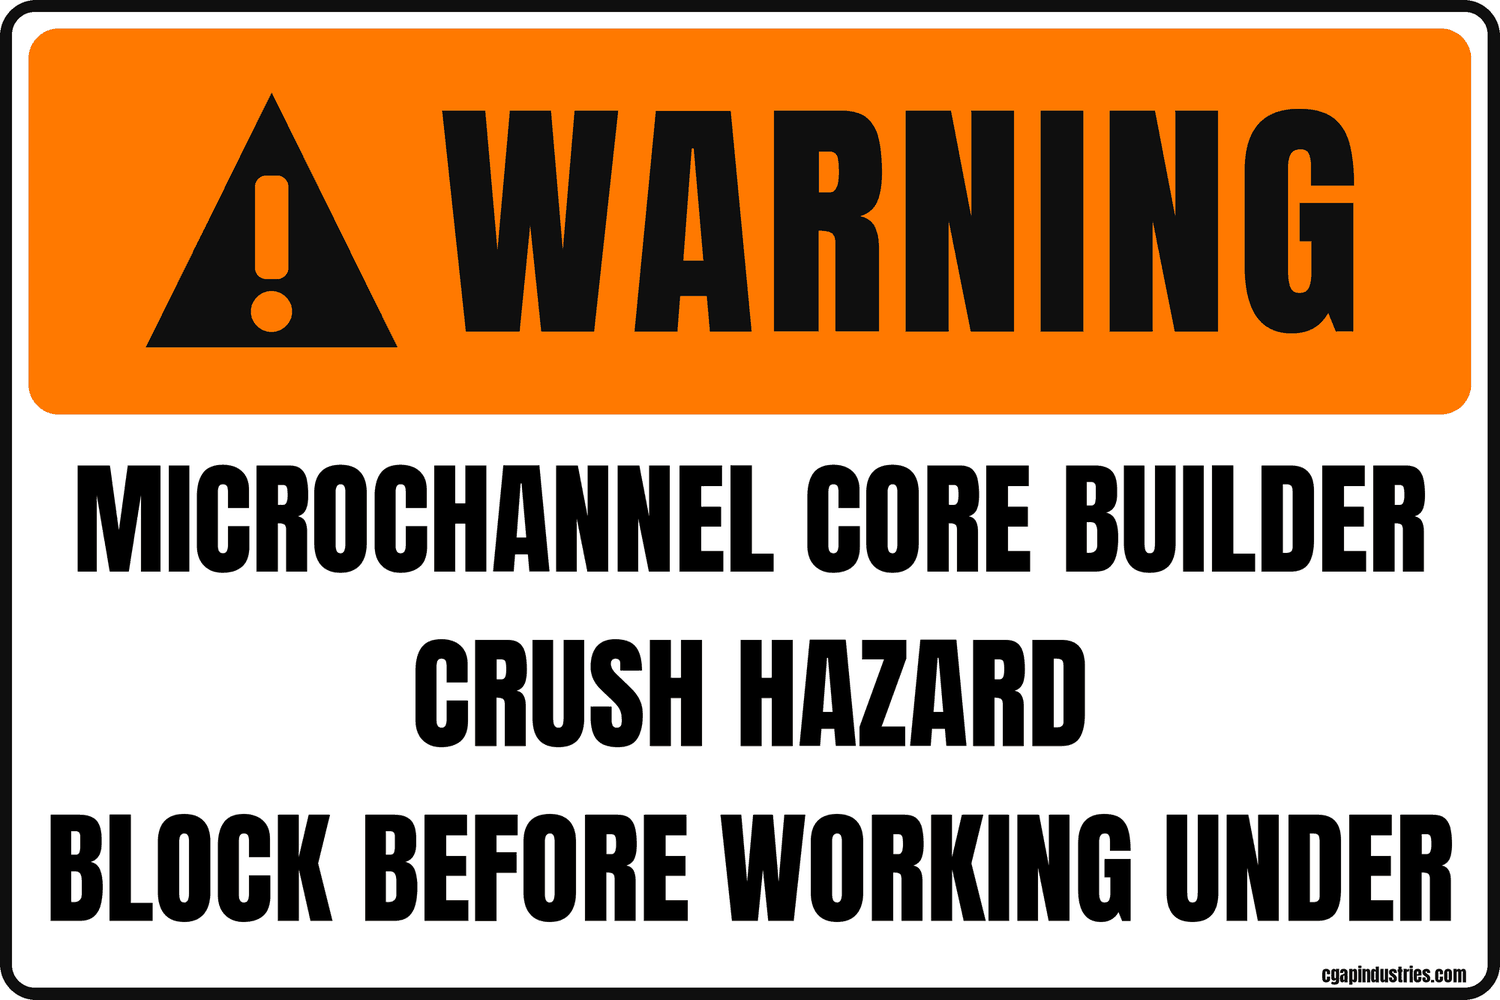 WARNING
MICROCHANNEL CORE BUILDER
CRUSH HAZARD
BLOCK BEFORE WORKING UNDER
cgapindustries.com